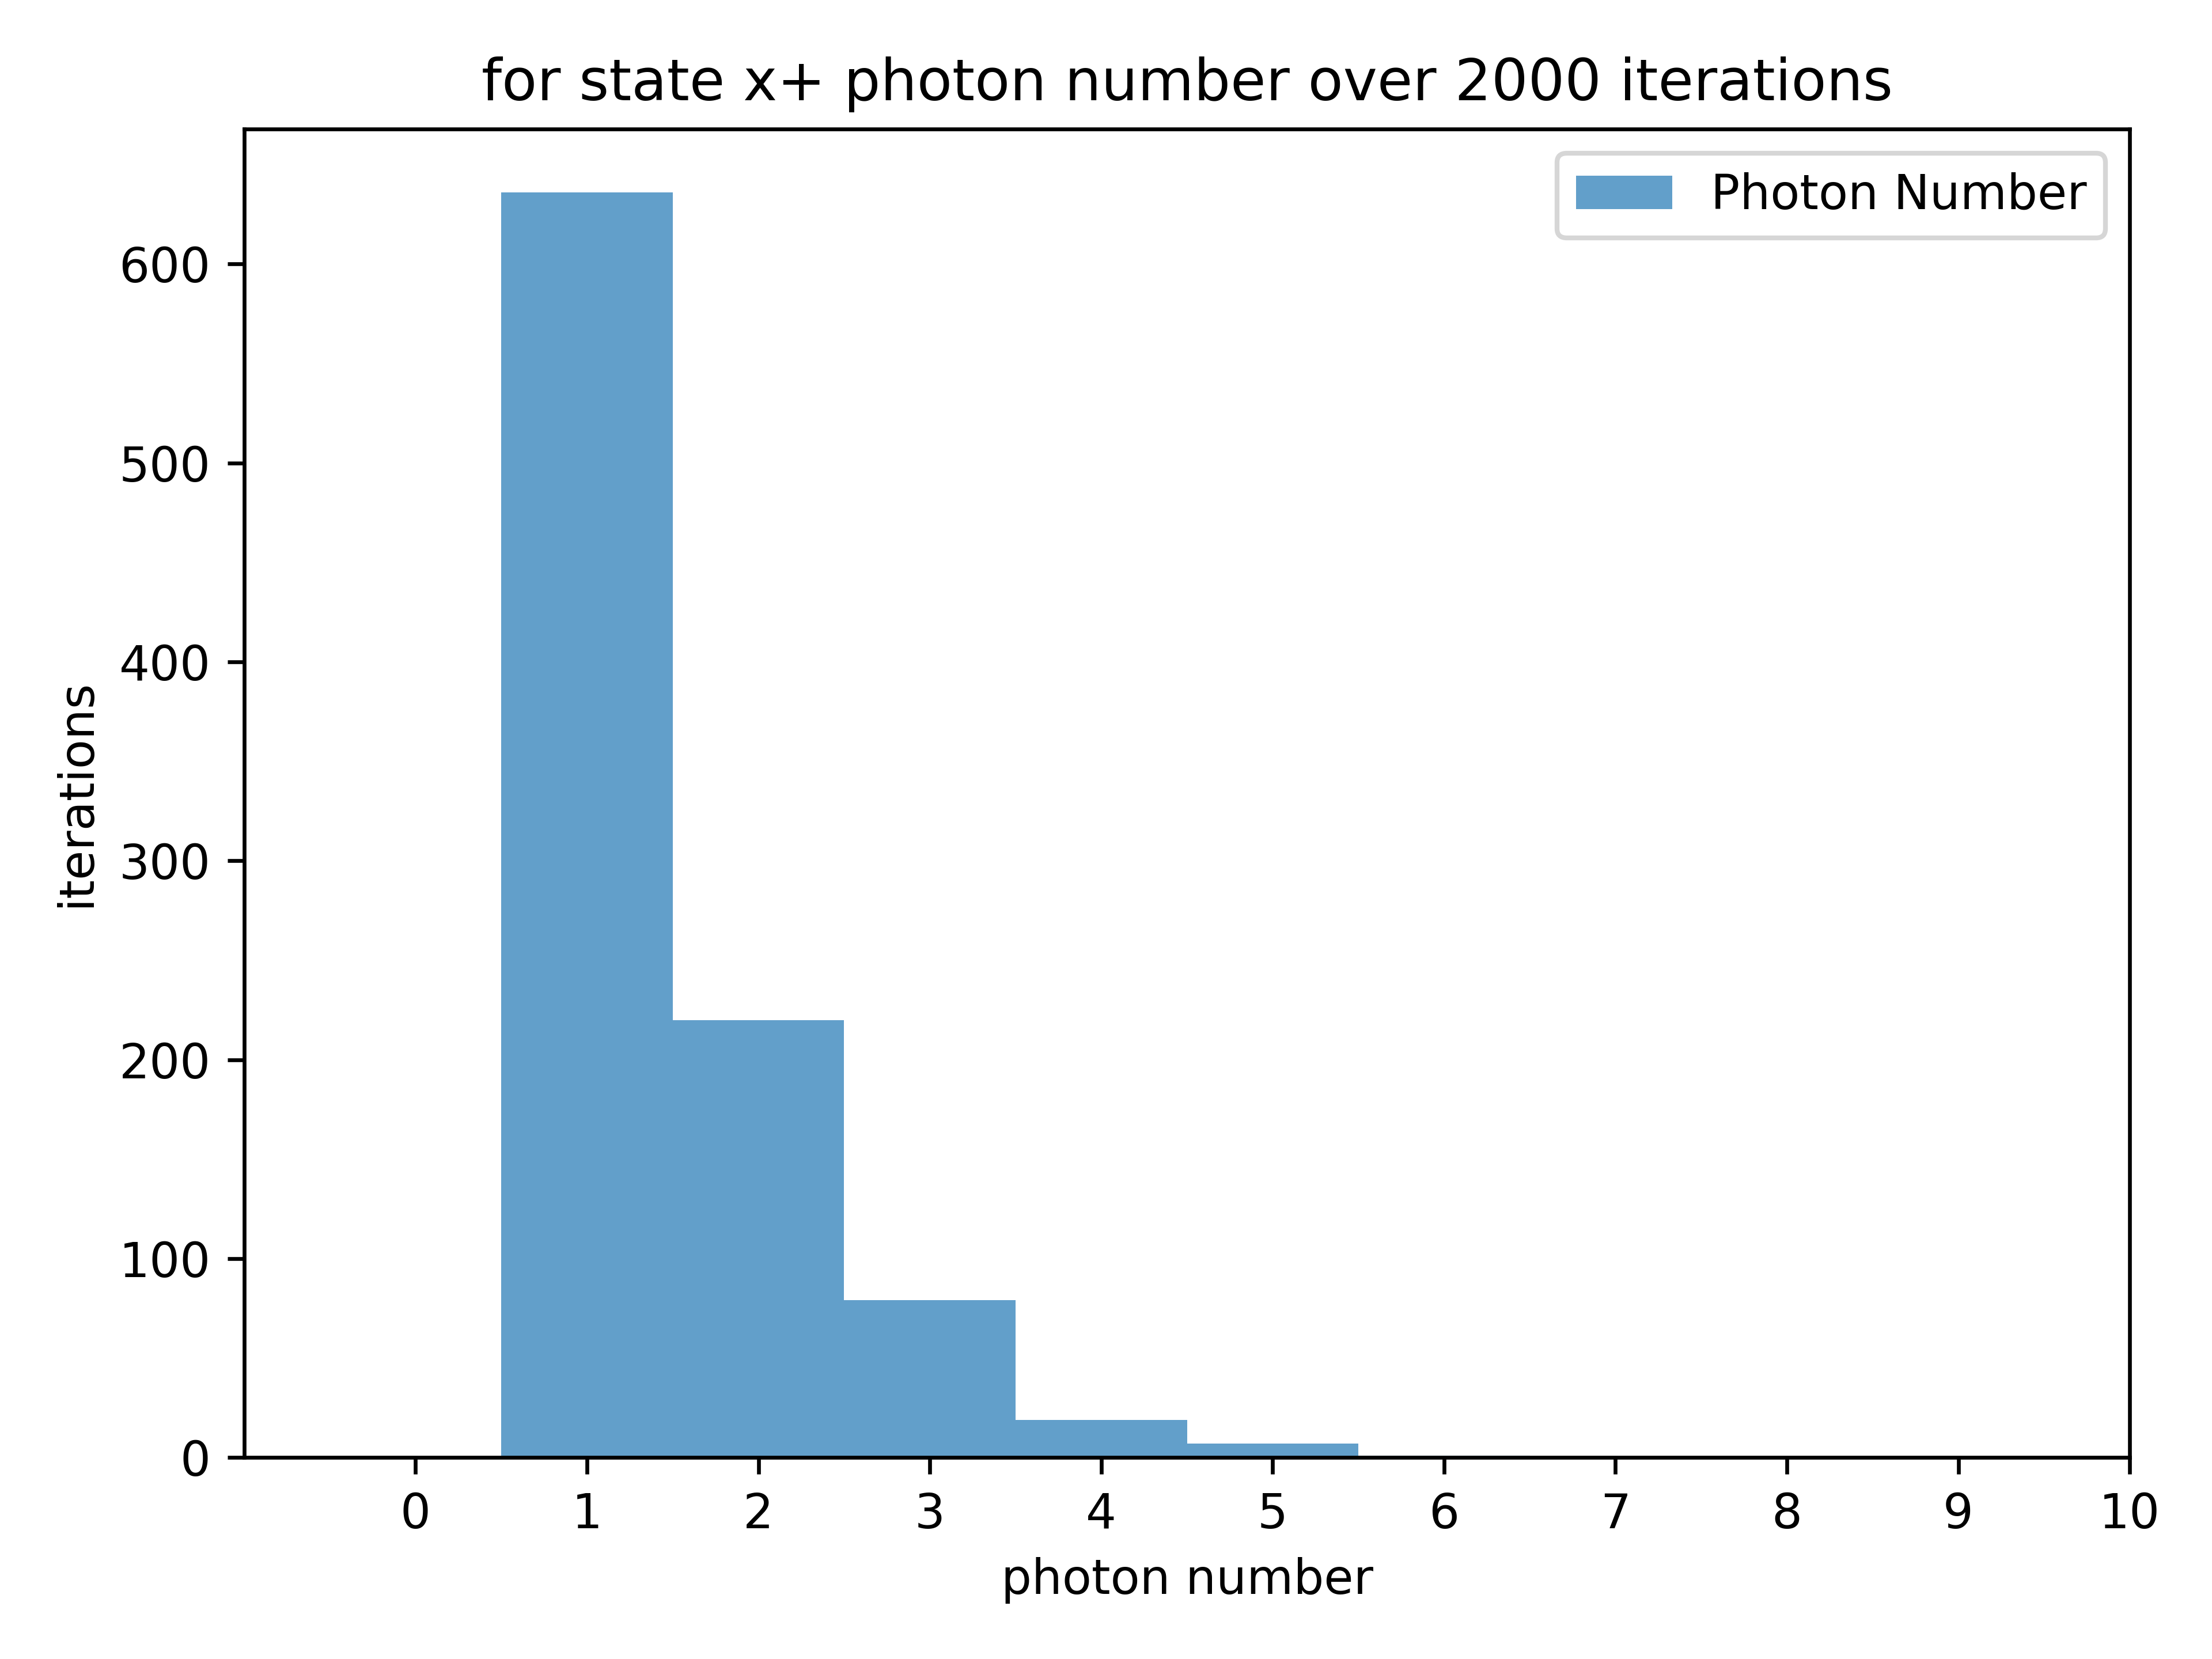 for state x+ photon number over 2000 iterations
Photon Number
600
500
400
300
200
100
0
iterations
0 1 2 3 4 5 6 7 8 9 10
photon number